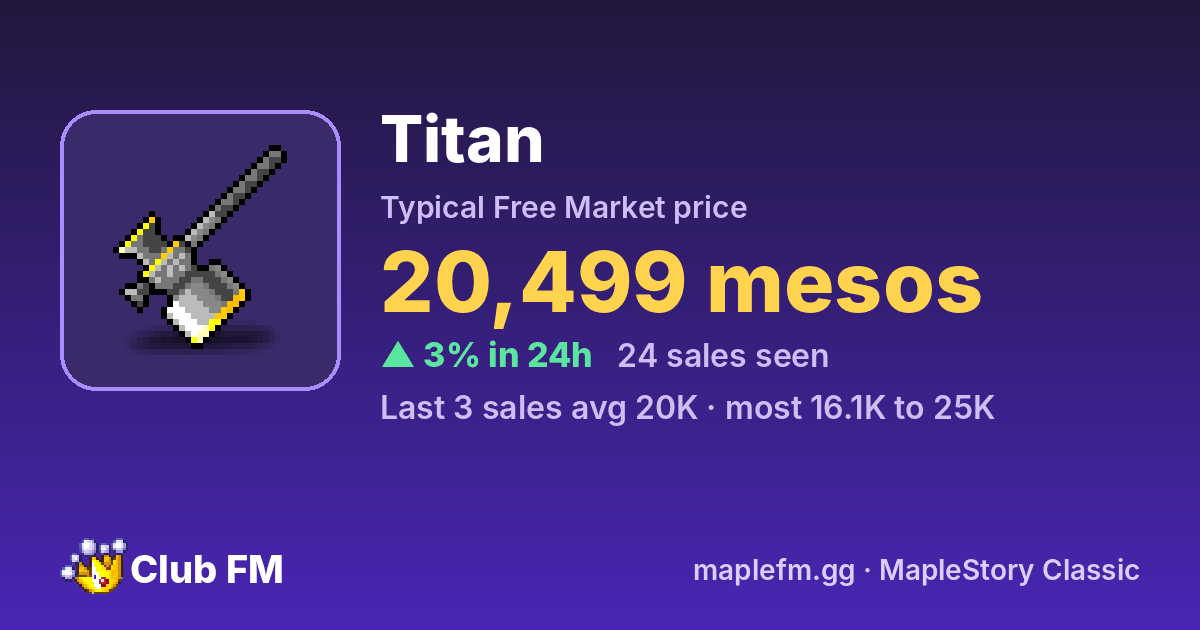 Titan
Typical Free Market price
20,499 mesos
▲ 3% in 24h 24 sales seen
Last 3 sales avg 20K · most 16.1K to 25K
Club FM
maplefm.gg · MapleStory Classic